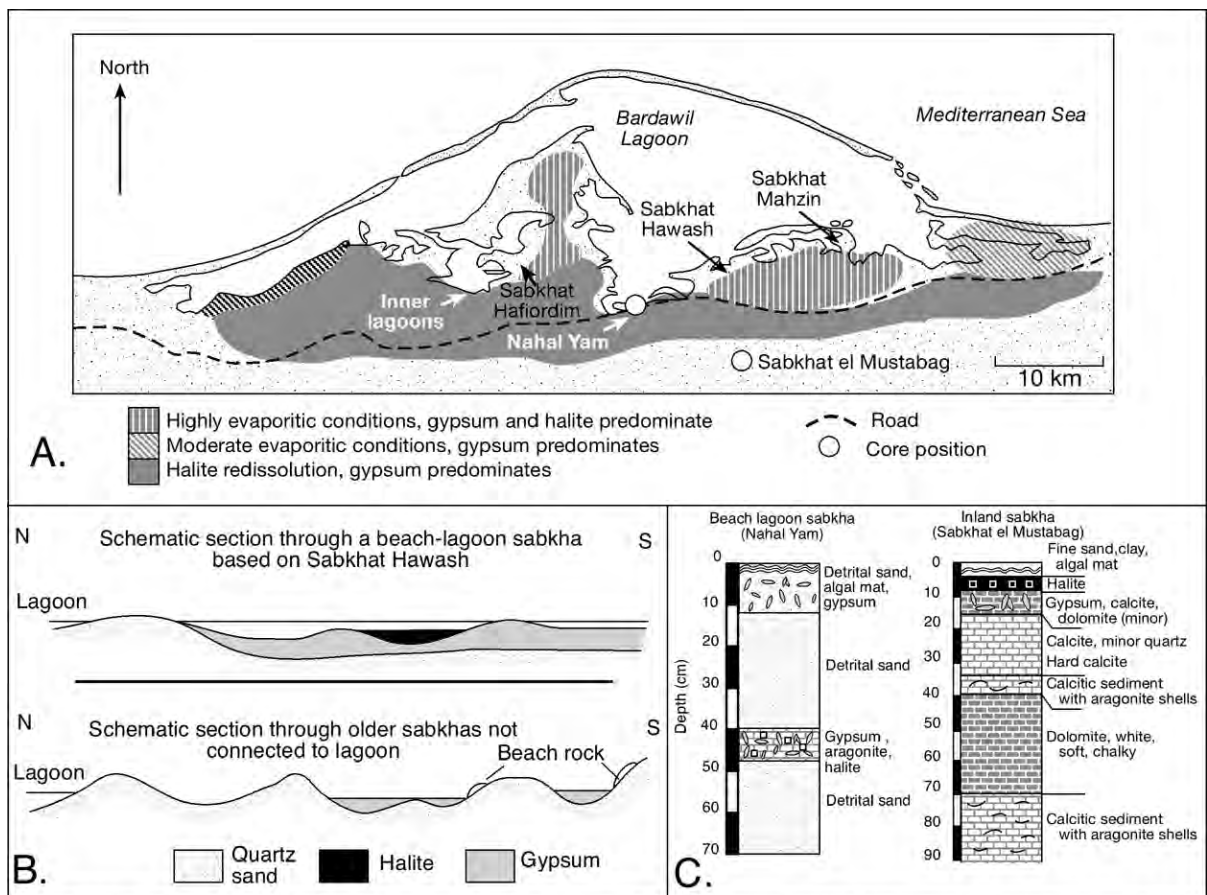 North
Bardawil
Lagoon
Mediterranean Sea
Sabkhat
Mahzin
Sabkhat
Hawash
Inner
lagoons
Sabkhat
Hafiordim
Nahal Yam
Sabkhat el Mustabag
10 km
A.
Highly evaporitic conditions, gypsum and halite predominate
Moderate evaporitic conditions, gypsum predominates
Halite redissolution, gypsum predominates
Road
Core position
N
Schematic section through a beach-lagoon sabkha
based on Sabkhat Hawash
S
Lagoon
N
Schematic section through older sabkhas not
connected to lagoon
S
Beach rock
Lagoon
B.
Quartz
sand
Halite
Gypsum
Beach lagoon sabkha
(Nahal Yam)
0
10
20
30
40
50
60
70
Depth (cm)
Detrital sand,
algal mat,
gypsum
Detrital sand
Gypsum ,
aragonite,
halite
Detrital sand
Inland sabkha
(Sabkhat el Mustabag)
0
10
20
30
40
50
60
70
80
90
Fine sand,clay,
algal mat
Halite
Gypsum, calcite,
dolomite (minor)
Calcite, minor quartz
Hard calcite
Calcitic sediment
with aragonite shells
Dolomite, white,
soft, chalky
Calcitic sediment
with aragonite shells
C.